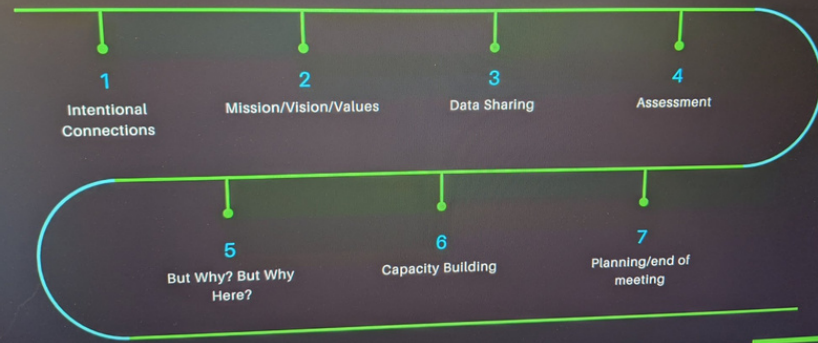 1
Intentional
Connections
2
Mission/Vision/Values
3
Data Sharing
4
Assessment
5
But Why? But Why
Here?
6
Capacity Building
7
Planning/end of
meeting